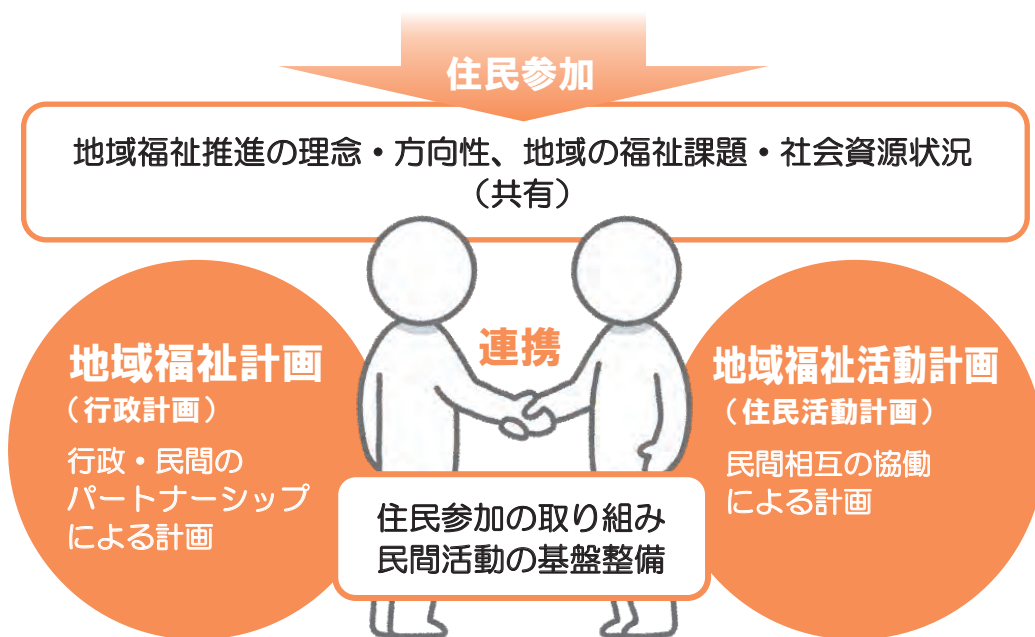 住民参加
地域福祉推進の理念・方向性、地域の福祉課題・社会資源状況
（共有）
連携
地域福祉計画
（行政計画）
行政・民間の
パートナーシップ
による計画
地域福祉活動計画
（住民活動計画）
民間相互の協働
による計画
住民参加の取り組み
民間活動の基盤整備